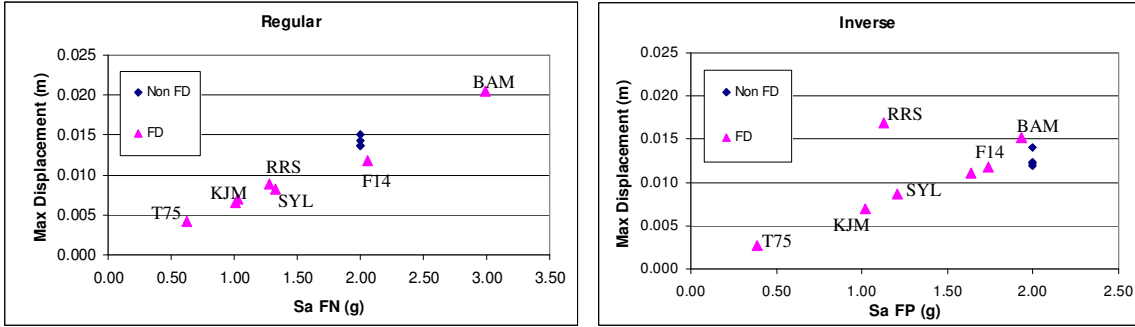 Regular
0.025
0.020
0.015
0.010
0.005
0.000
Max Displacement (m)
Non FD
FD
BAM
RRS
F14
KJM
SYL
T75
0.00 0.50 1.00 1.50 2.00 2.50 3.00 3.50
Sa FN (g)
Inverse
0.025
0.020
0.015
0.010
0.005
0.000
Max Displacement (m)
Non FD
FD
RRS
BAM
F14
SYL
KJM
T75
0.00 0.50 1.00 1.50 2.00 2.50
Sa FP (g)